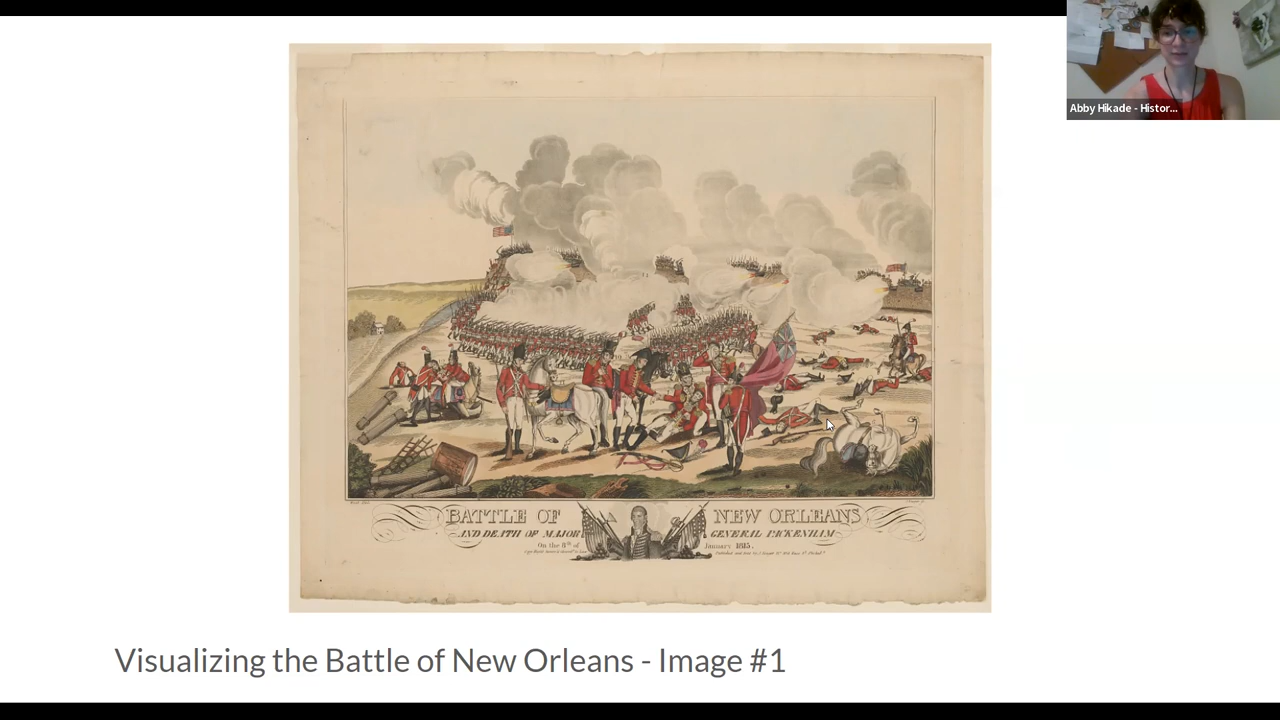 Abby Hikade - Histor...
BATTLE OF NEW ORLEANS
AND DEATH OF MAJOR GENERAL PACKENHAM
On the 8th of January 1815.
Visualizing the Battle of New Orleans - Image #1